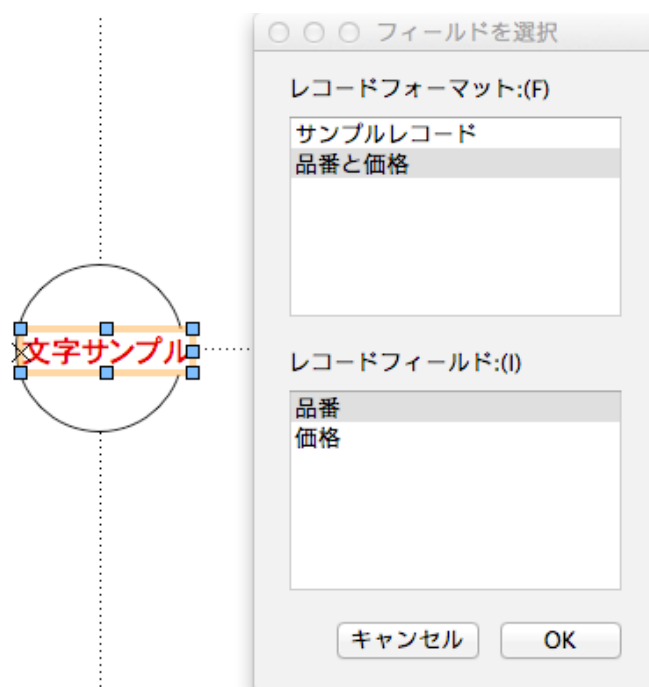 フィールドを選択
レコードフォーマット:(F)
サンプルレコード
品番と価格
文字サンプル
レコードフィールド:(I)
品番
価格
キャンセル
OK